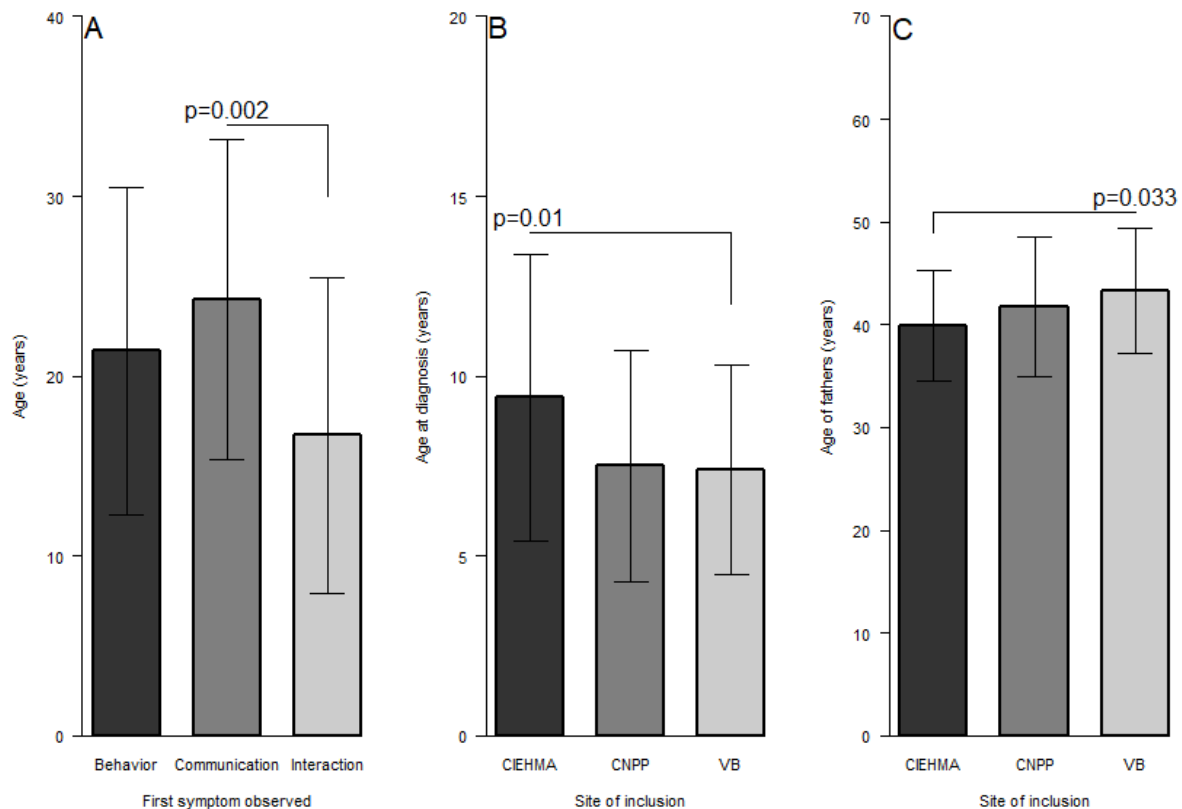 A
p=0.002
Age (years)
40
30
20
10
0
Behavior Communication Interaction
First symptom observed
B
p=0.01
Age at diagnosis (years)
20
15
10
5
0
CIEHMA CNPP VB
Site of inclusion
C
p=0.033
Age of fathers (years)
70
60
50
40
30
20
10
0
CIEHMA CNPP VB
Site of inclusion